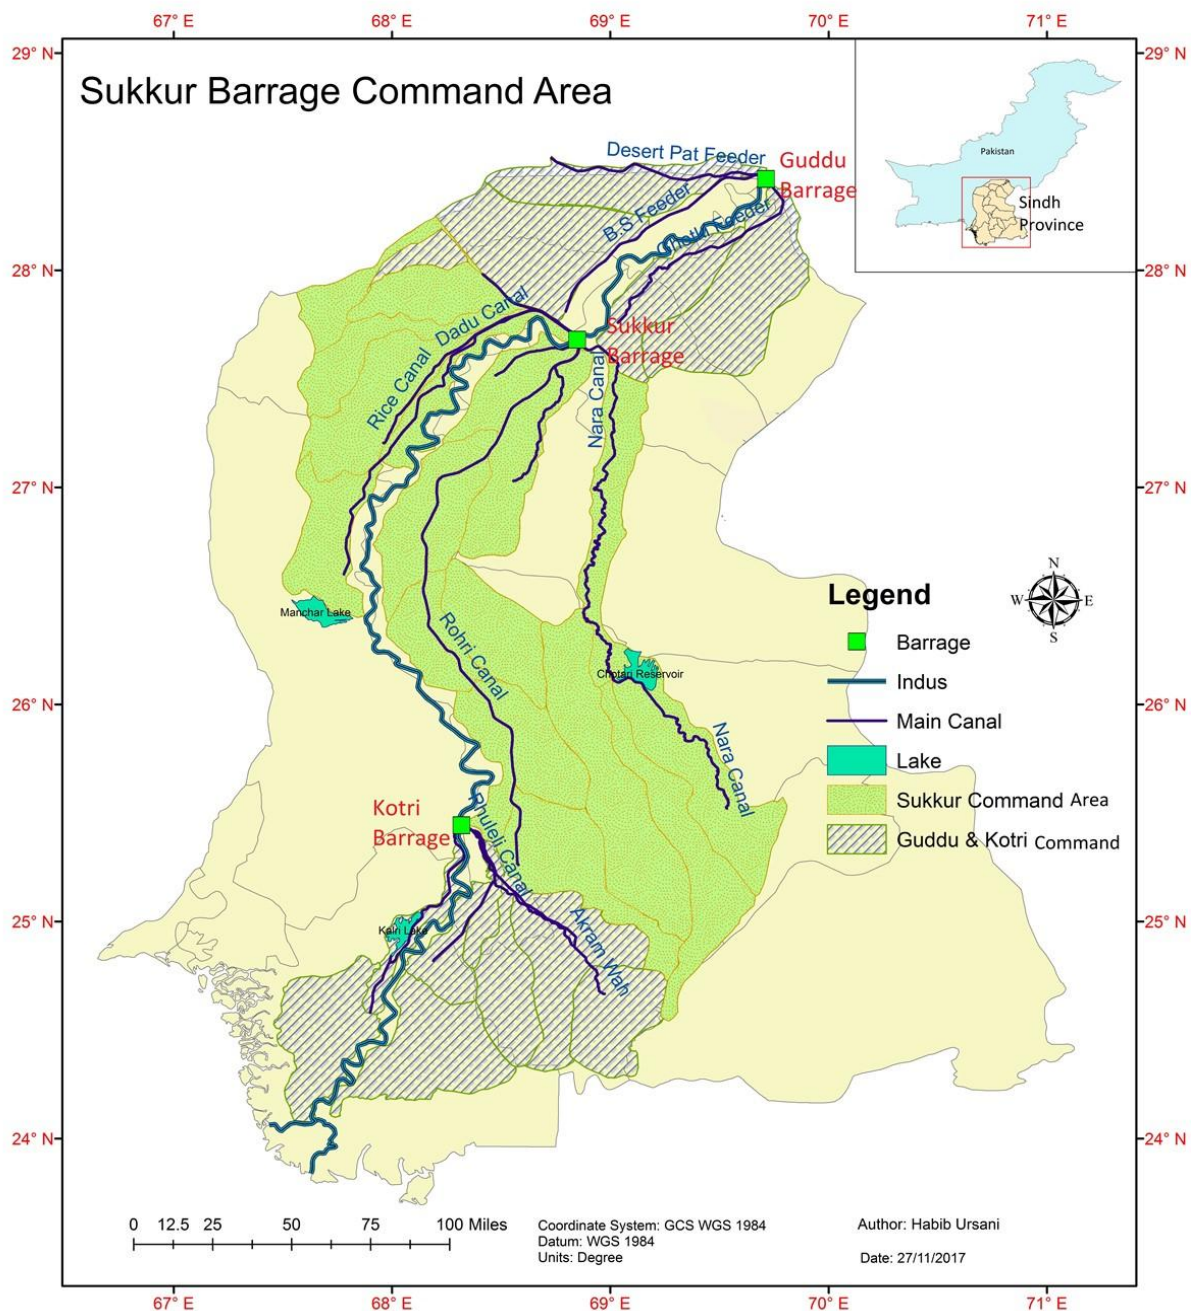 67° E 68° E 69° E 70° E 71° E
29° N 29° N
Sukkur Barrage Command Area
Pakistan
Sindh
Province
Desert Pat Feeder
Guddu
Barrage
B.S Feeder
Ghotki Feeder
28° N 28° N
Dadu Canal
Sukkur
Barrage
Rice Canal
Nara Canal
27° N 27° N
N
W E
S
Manchar Lake
Legend
Barrage
Rohri Canal
Chotari Reservoir
Indus
26° N 26° N
Main Canal
Nara Canal
Lake
Sukkur Command Area
Kotri
Barrage
Phuleli Canal
Guddu & Kotri Command
25° N 25° N
Kalri Lake
Akram Wah
24° N 24° N
0 12.5 25 50 75 100 Miles
Coordinate System: GCS WGS 1984
Datum: WGS 1984
Units: Degree
Author: Habib Ursani
Date: 27/11/2017
67° E 68° E 69° E 70° E 71° E